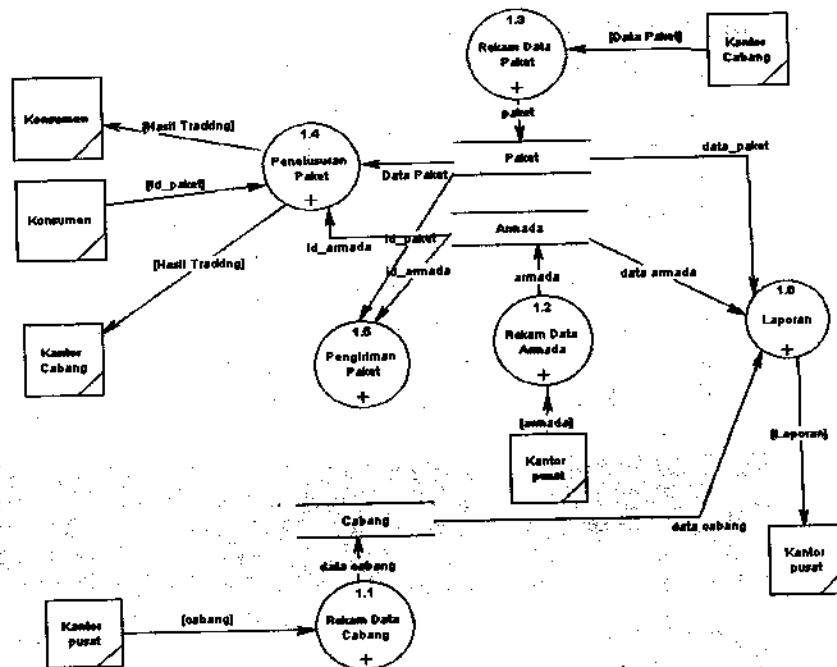 1.3
Rekam Data
Paket
+
[Data Paket]
Kantor
Cabang
Konsumen
[Hasil Tracking]
1.4
Penelusuran
Paket
+
paket
Paket
Data Paket
data_paket
Konsumen
[id_paket]
Armada
id_armada
id_paket
id_armada
[Hasil Tracking]
armada
data armada
Kantor
Cabang
1.5
Pengiriman
Paket
+
1.2
Rekam Data
Armada
+
1.6
Laporan
+
[armada]
Kantor
pusat
[Laporan]
Cabang
data cabang
Kantor
pusat
data cabang
1.1
Rekam Data
Cabang
+
[cabang]
Kantor
pusat